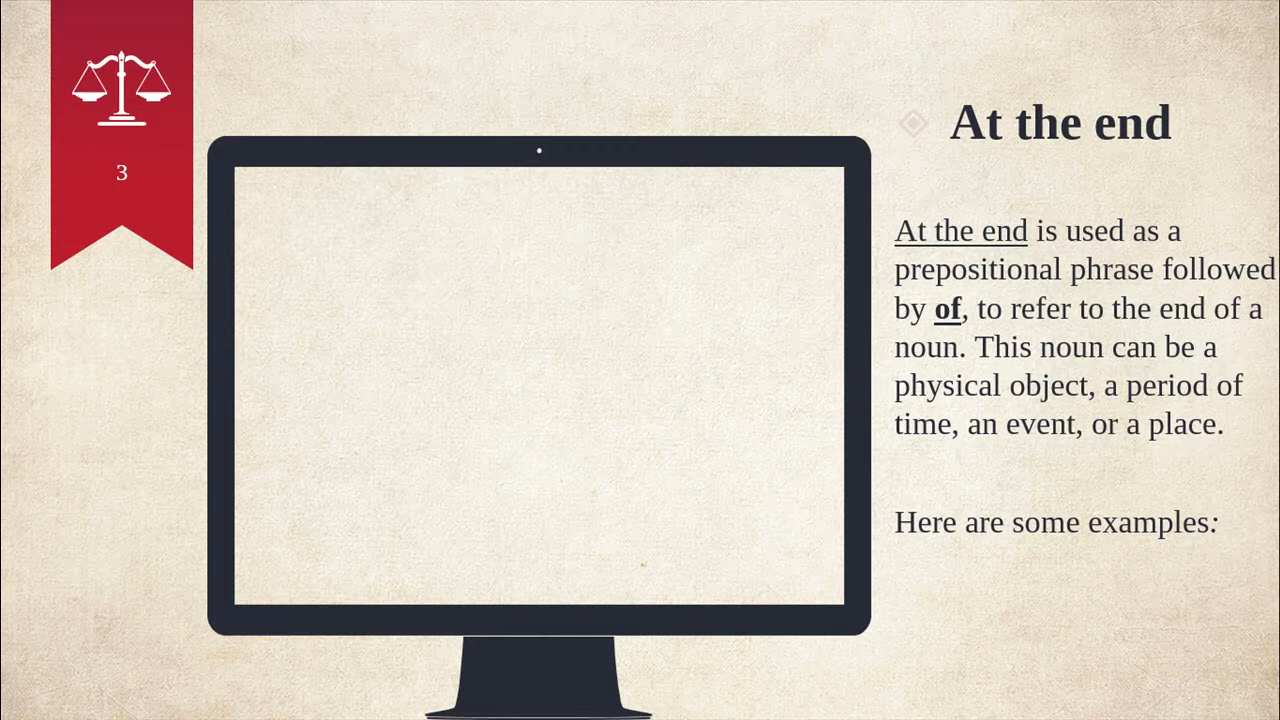 3
At the end
At the end is used as a
prepositional phrase followed
by of, to refer to the end of a
noun. This noun can be a
physical object, a period of
time, an event, or a place.
Here are some examples: